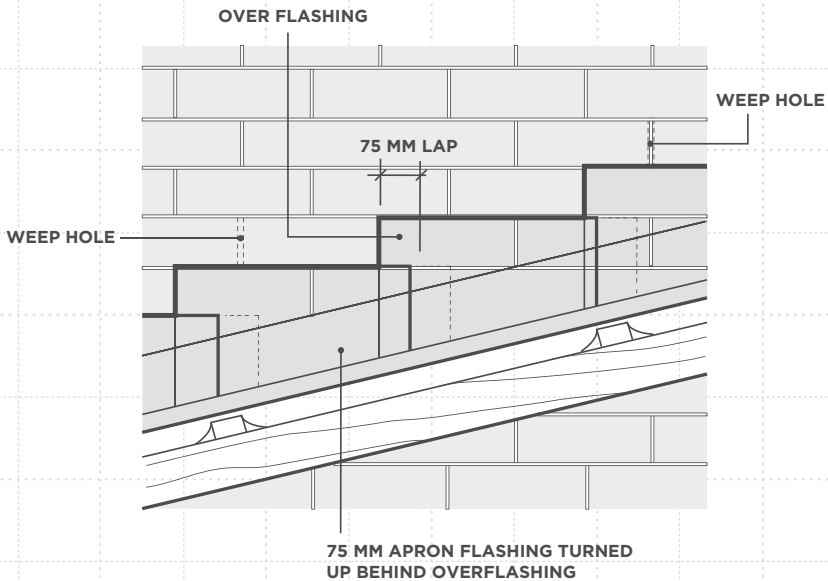 OVER FLASHING
WEEP HOLE
75 MM LAP
WEEP HOLE
75 MM APRON FLASHING TURNED
UP BEHIND OVERFLASHING